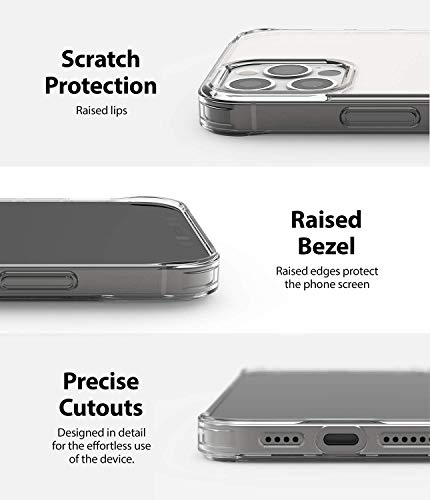 Scratch
Protection
Raised lips
Raised
Bezel
Raised edges protect
the phone screen
Precise
Cutouts
Designed in detail
for the effortless use
of the device.